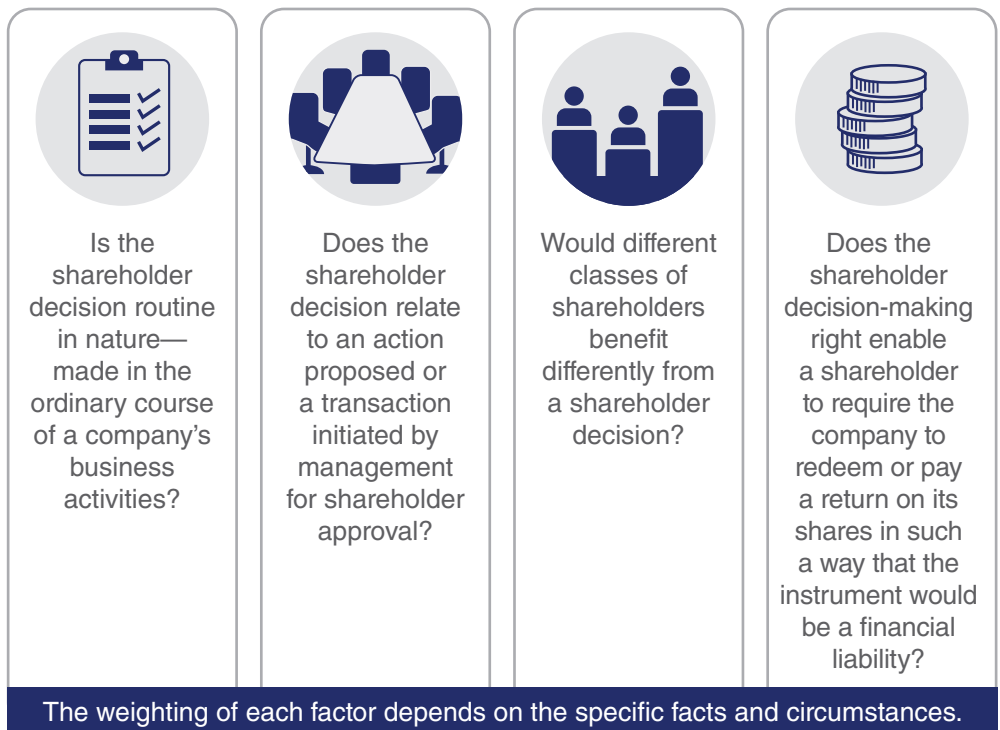 Is the
shareholder
decision routine
in nature—
made in the
ordinary course
of a company’s
business
activities?
Does the
shareholder
decision relate
to an action
proposed or
a transaction
initiated by
management
for shareholder
approval?
Would different
classes of
shareholders
benefit
differently from
a shareholder
decision?
Does the
shareholder
decision-making
right enable
a shareholder
to require the
company to
redeem or pay
a return on its
shares in such
a way that the
instrument would
be a financial
liability?
The weighting of each factor depends on the specific facts and circumstances.